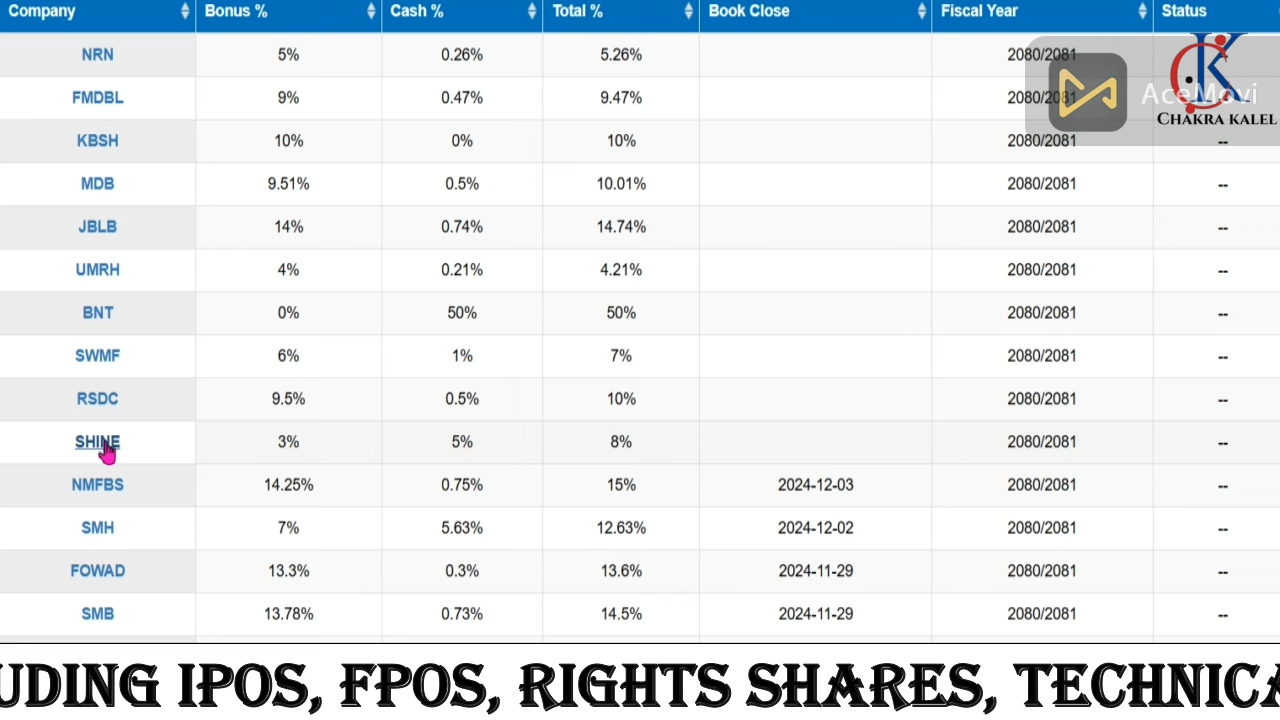 Company Bonus % Cash % Total % Book Close Fiscal Year Status
NRN 5% 0.26% 5.26% 2080/2081
FMDBL 9% 0.47% 9.47% 2080/2081
AceMovi
K
CHAKRA KALEL
KBSH 10% 0% 10% 2080/2081 --
MDB 9.51% 0.5% 10.01% 2080/2081 --
JBLB 14% 0.74% 14.74% 2080/2081 --
UMRH 4% 0.21% 4.21% 2080/2081 --
BNT 0% 50% 50% 2080/2081 --
SWMF 6% 1% 7% 2080/2081 --
RSDC 9.5% 0.5% 10% 2080/2081 --
SHINE 3% 5% 8% 2080/2081 --
NMFBS 14.25% 0.75% 15% 2024-12-03 2080/2081 --
SMH 7% 5.63% 12.63% 2024-12-02 2080/2081 --
FOWAD 13.3% 0.3% 13.6% 2024-11-29 2080/2081 --
SMB 13.78% 0.73% 14.5% 2024-11-29 2080/2081 --
UDING IPOS, FPOS, RIGHTS SHARES, TECHNICA